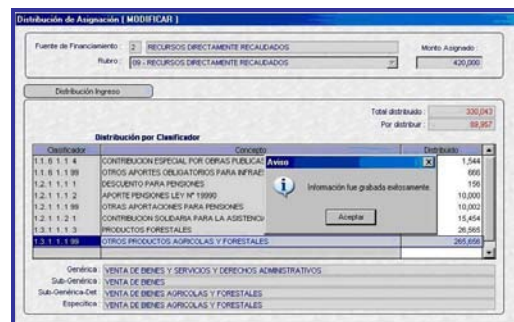 Distribución de Asignación [ MODIFICAR ]
Fuente de Financiamiento : 2 RECURSOS DIRECTAMENTE RECAUDADOS
Monto Asignado :
Rubro : 09 - RECURSOS DIRECTAMENTE RECAUDADOS
420,000
Distribución Ingreso
Total distribuido : 330,043
Por distribuir : 89,957
Distribución por Clasificador
Clasificador Concepto Distribuido
1.1. 6 1. 1 4 CONTRIBUCION ESPECIAL POR OBRAS PUBLICAS 1,544
1.1. 6 1. 1 99 OTROS APORTES OBLIGATORIOS PARA INFRAES 666
1.2. 1 1. 1 1 DESCUENTO PARA PENSIONES 156
1.2. 1 1. 1 2 APORTE PENSIONES LEY Nº 19990 10,000
1.2. 1 1. 1 99 OTRAS APORTACIONES PARA PENSIONES 10,002
1.2. 1 1. 2 1 CONTRIBUCION SOLIDARIA PARA LA ASISTENCIA 15,454
1.3. 1 1. 1 3 PRODUCTOS FORESTALES 26,565
1.3. 1 1. 1 99 OTROS PRODUCTOS AGRICOLAS Y FORESTALES 265,656
Aviso
Información fue grabada exitosamente.
Aceptar
Genérica : VENTA DE BIENES Y SERVICIOS Y DERECHOS ADMINISTRATIVOS
Sub-Genérica : VENTA DE BIENES
Sub-Genérica-Det : VENTA DE BIENES AGRICOLAS Y FORESTALES
Específica : VENTA DE BIENES AGRICOLAS Y FORESTALES